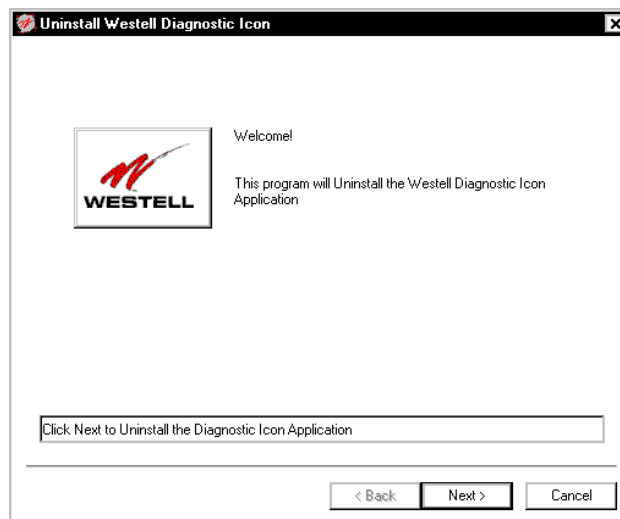 Uninstall Westell Diagnostic Icon
Welcome!
WESTELL
This program will Uninstall the Westell Diagnostic Icon
Application
Click Next to Uninstall the Diagnostic Icon Application
< Back
Next >
Cancel